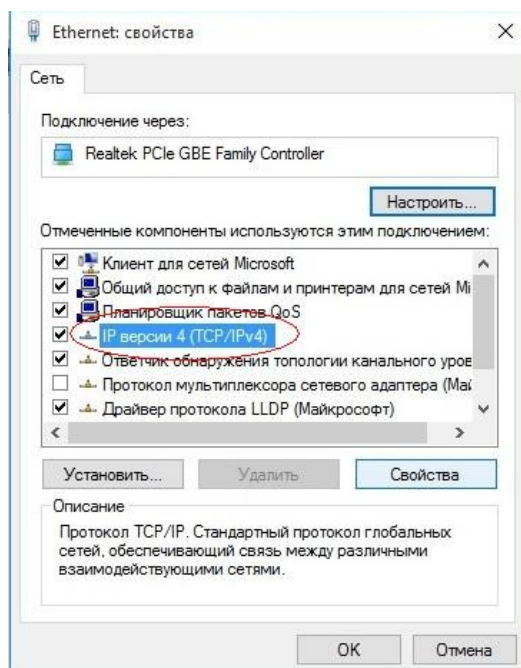 Ethernet: свойства
Сеть
Подключение через:
Realtek PCIe GBE Family Controller
Настроить...
Отмеченные компоненты используются этим подключением:
Клиент для сетей Microsoft
Общий доступ к файлам и принтерам для сетей Mi
Планировщик пакетов QoS
IP версии 4 (TCP/IPv4)
Ответчик обнаружения топологии канального уров
Протокол мультиплексора сетевого адаптера (Май
Драйвер протокола LLDP (Майкрософт)
Установить...
Удалить
Свойства
Описание
Протокол TCP/IP. Стандартный протокол глобальных
сетей, обеспечивающий связь между различными
взаимодействующими сетями.
OK
Отмена